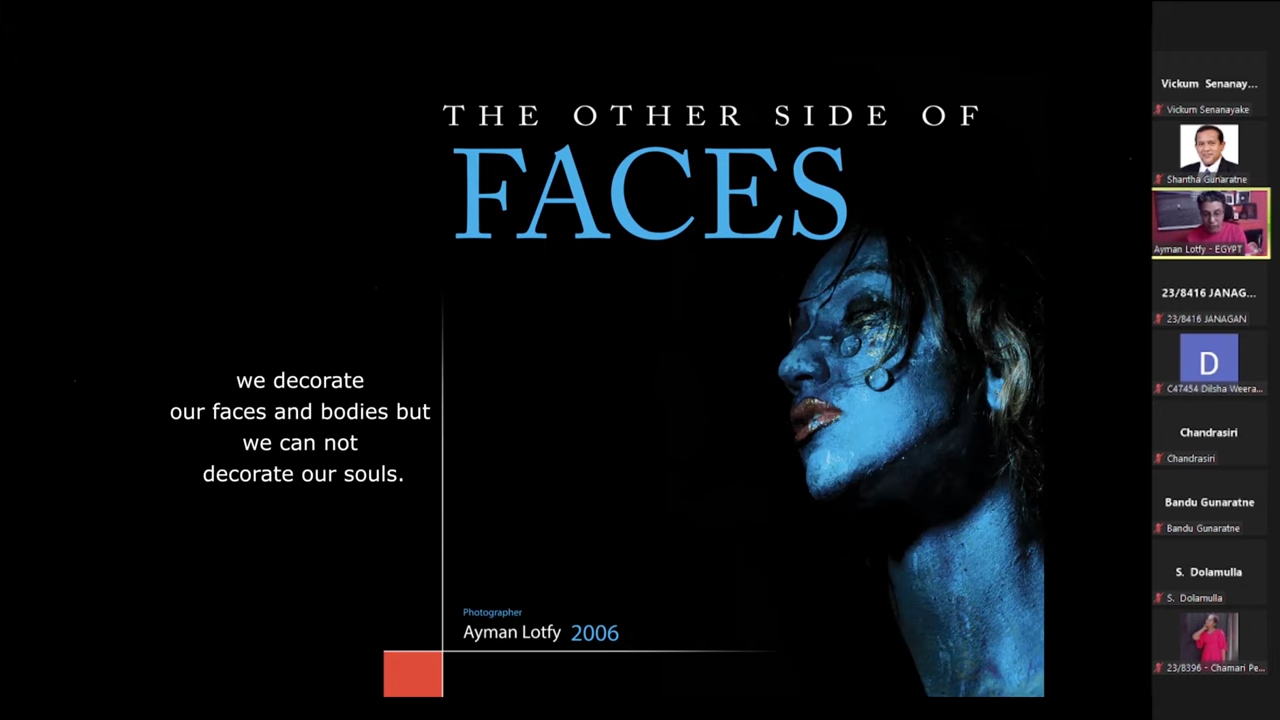 THE OTHER SIDE OF
FACES
we decorate
our faces and bodies but
we can not
decorate our souls.
Photographer
Ayman Lotfy 2006
Vickum Senanay...
Vickum Senanayake
Shantha Gunaratne
Ayman Lotfy - EGYPT
23/8416 JANAG...
23/8416 JANAGAN
D
C47454 Dilsha Weera...
Chandrasiri
Chandrasiri
Bandu Gunaratne
Bandu Gunaratne
S. Dolamulla
S. Dolamulla
23/8396 - Chamari Pe...